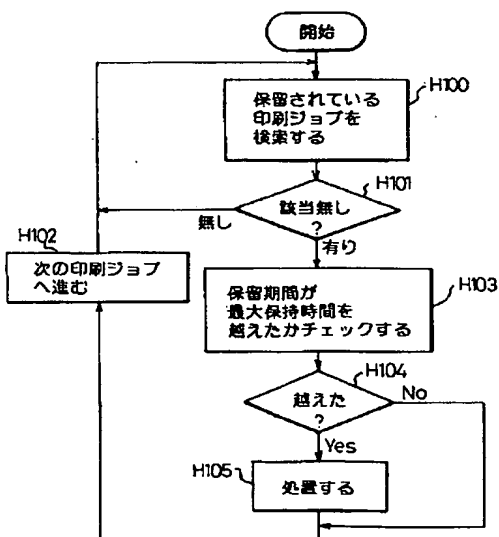 開始
保留されている
印刷ジョブを
検索する
H100
該当無し
?
H101
無し
有り
H102
次の印刷ジョブ
へ進む
保留期間が
最大保持時間を
越えたかチェックする
H103
越えた
?
H104
No
Yes
H105
処置する